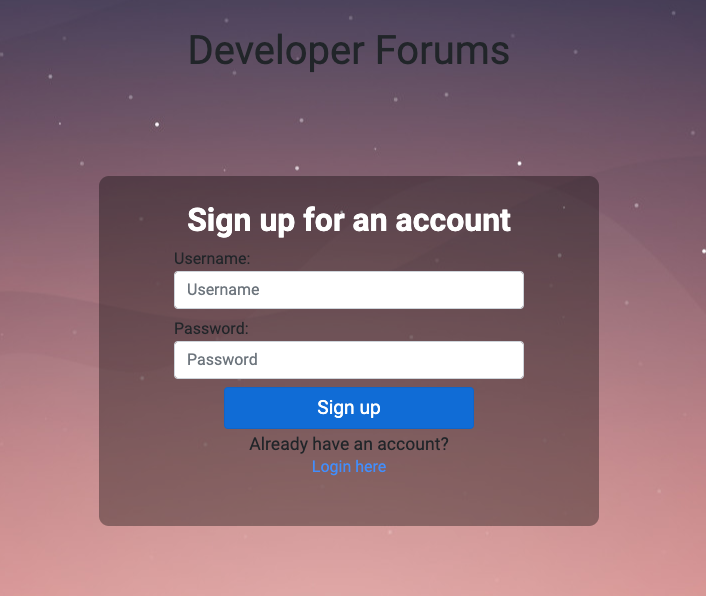 Developer Forums
Sign up for an account
Username:
Username
Password:
Password
Sign up
Already have an account?
Login here